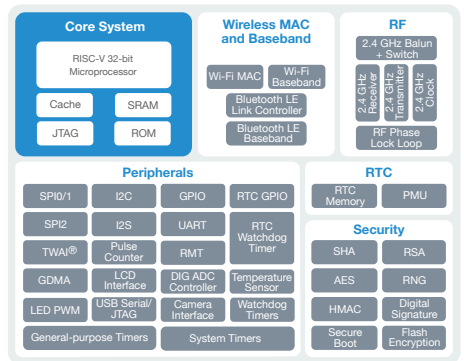 Core System
RISC-V 32-bit
Microprocessor
Cache
SRAM
JTAG
ROM
Wireless MAC
and Baseband
Wi-Fi MAC
Wi-Fi
Baseband
Bluetooth LE
Link Controller
Bluetooth LE
Baseband
RF
2.4 GHz Balun
+ Switch
2.4 GHz
Receiver
2.4 GHz
Transmitter
2.4 GHz
Clock
RF Phase
Lock Loop
Peripherals
SPI0/1
I2C
GPIO
RTC GPIO
SPI2
I2S
UART
RTC
Watchdog
Timer
TWAI®
Pulse
Counter
RMT
GDMA
LCD
Interface
DIG ADC
Controller
Temperature
Sensor
LED PWM
USB Serial/
JTAG
Camera
Interface
Watchdog
Timers
General-purpose Timers
System Timers
RTC
RTC
Memory
PMU
Security
SHA
RSA
AES
RNG
HMAC
Digital
Signature
Secure
Boot
Flash
Encryption